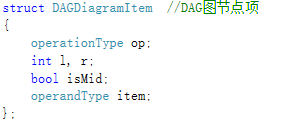 struct DAGDiagramItem  //DAG图节点项
{
    operationType op;
    int l, r;
    bool isMid;
    operandType item;
};